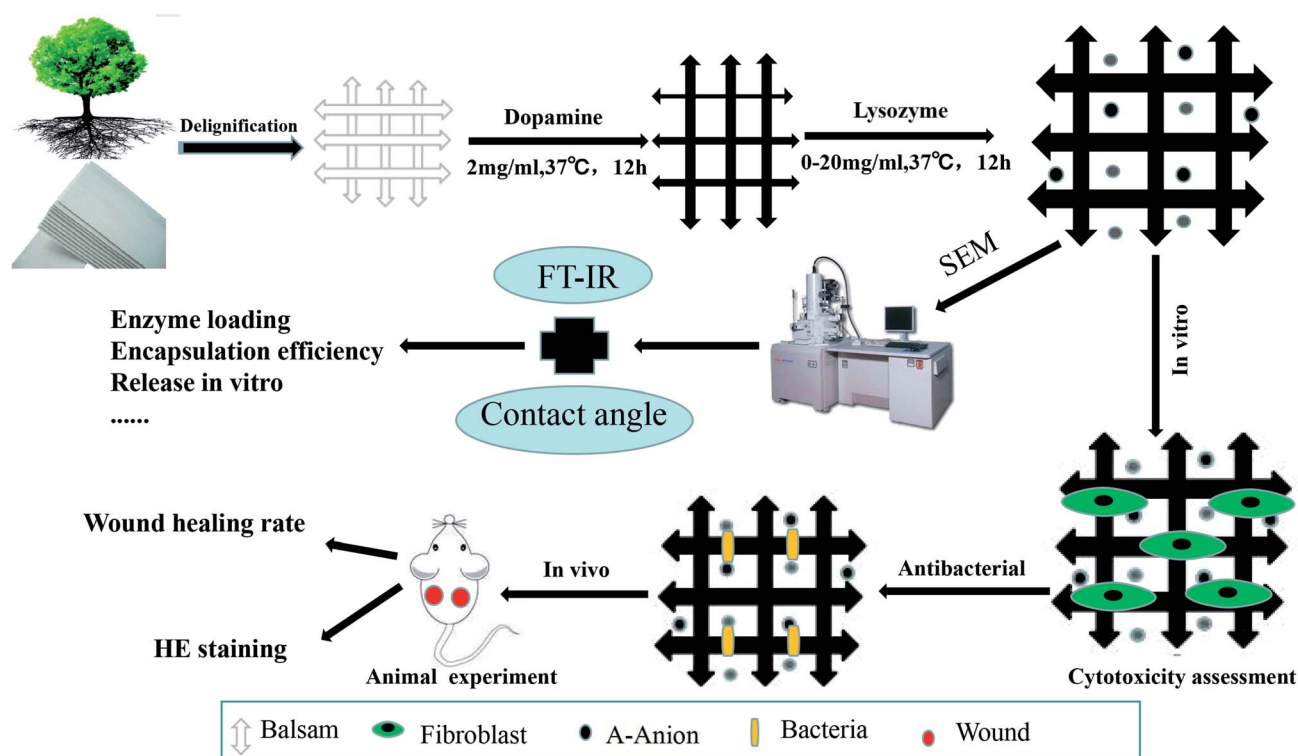 Delignification
Dopamine
2mg/ml,37℃，12h
Lysozyme
0-20mg/ml,37℃，12h
SEM
FT-IR
Contact angle
Enzyme loading
Encapsulation efficiency
Release in vitro
......
In vitro
Cytotoxicity assessment
Antibacterial
In vivo
Animal experiment
Wound healing rate
HE staining
Balsam
Fibroblast
A-Anion
Bacteria
Wound